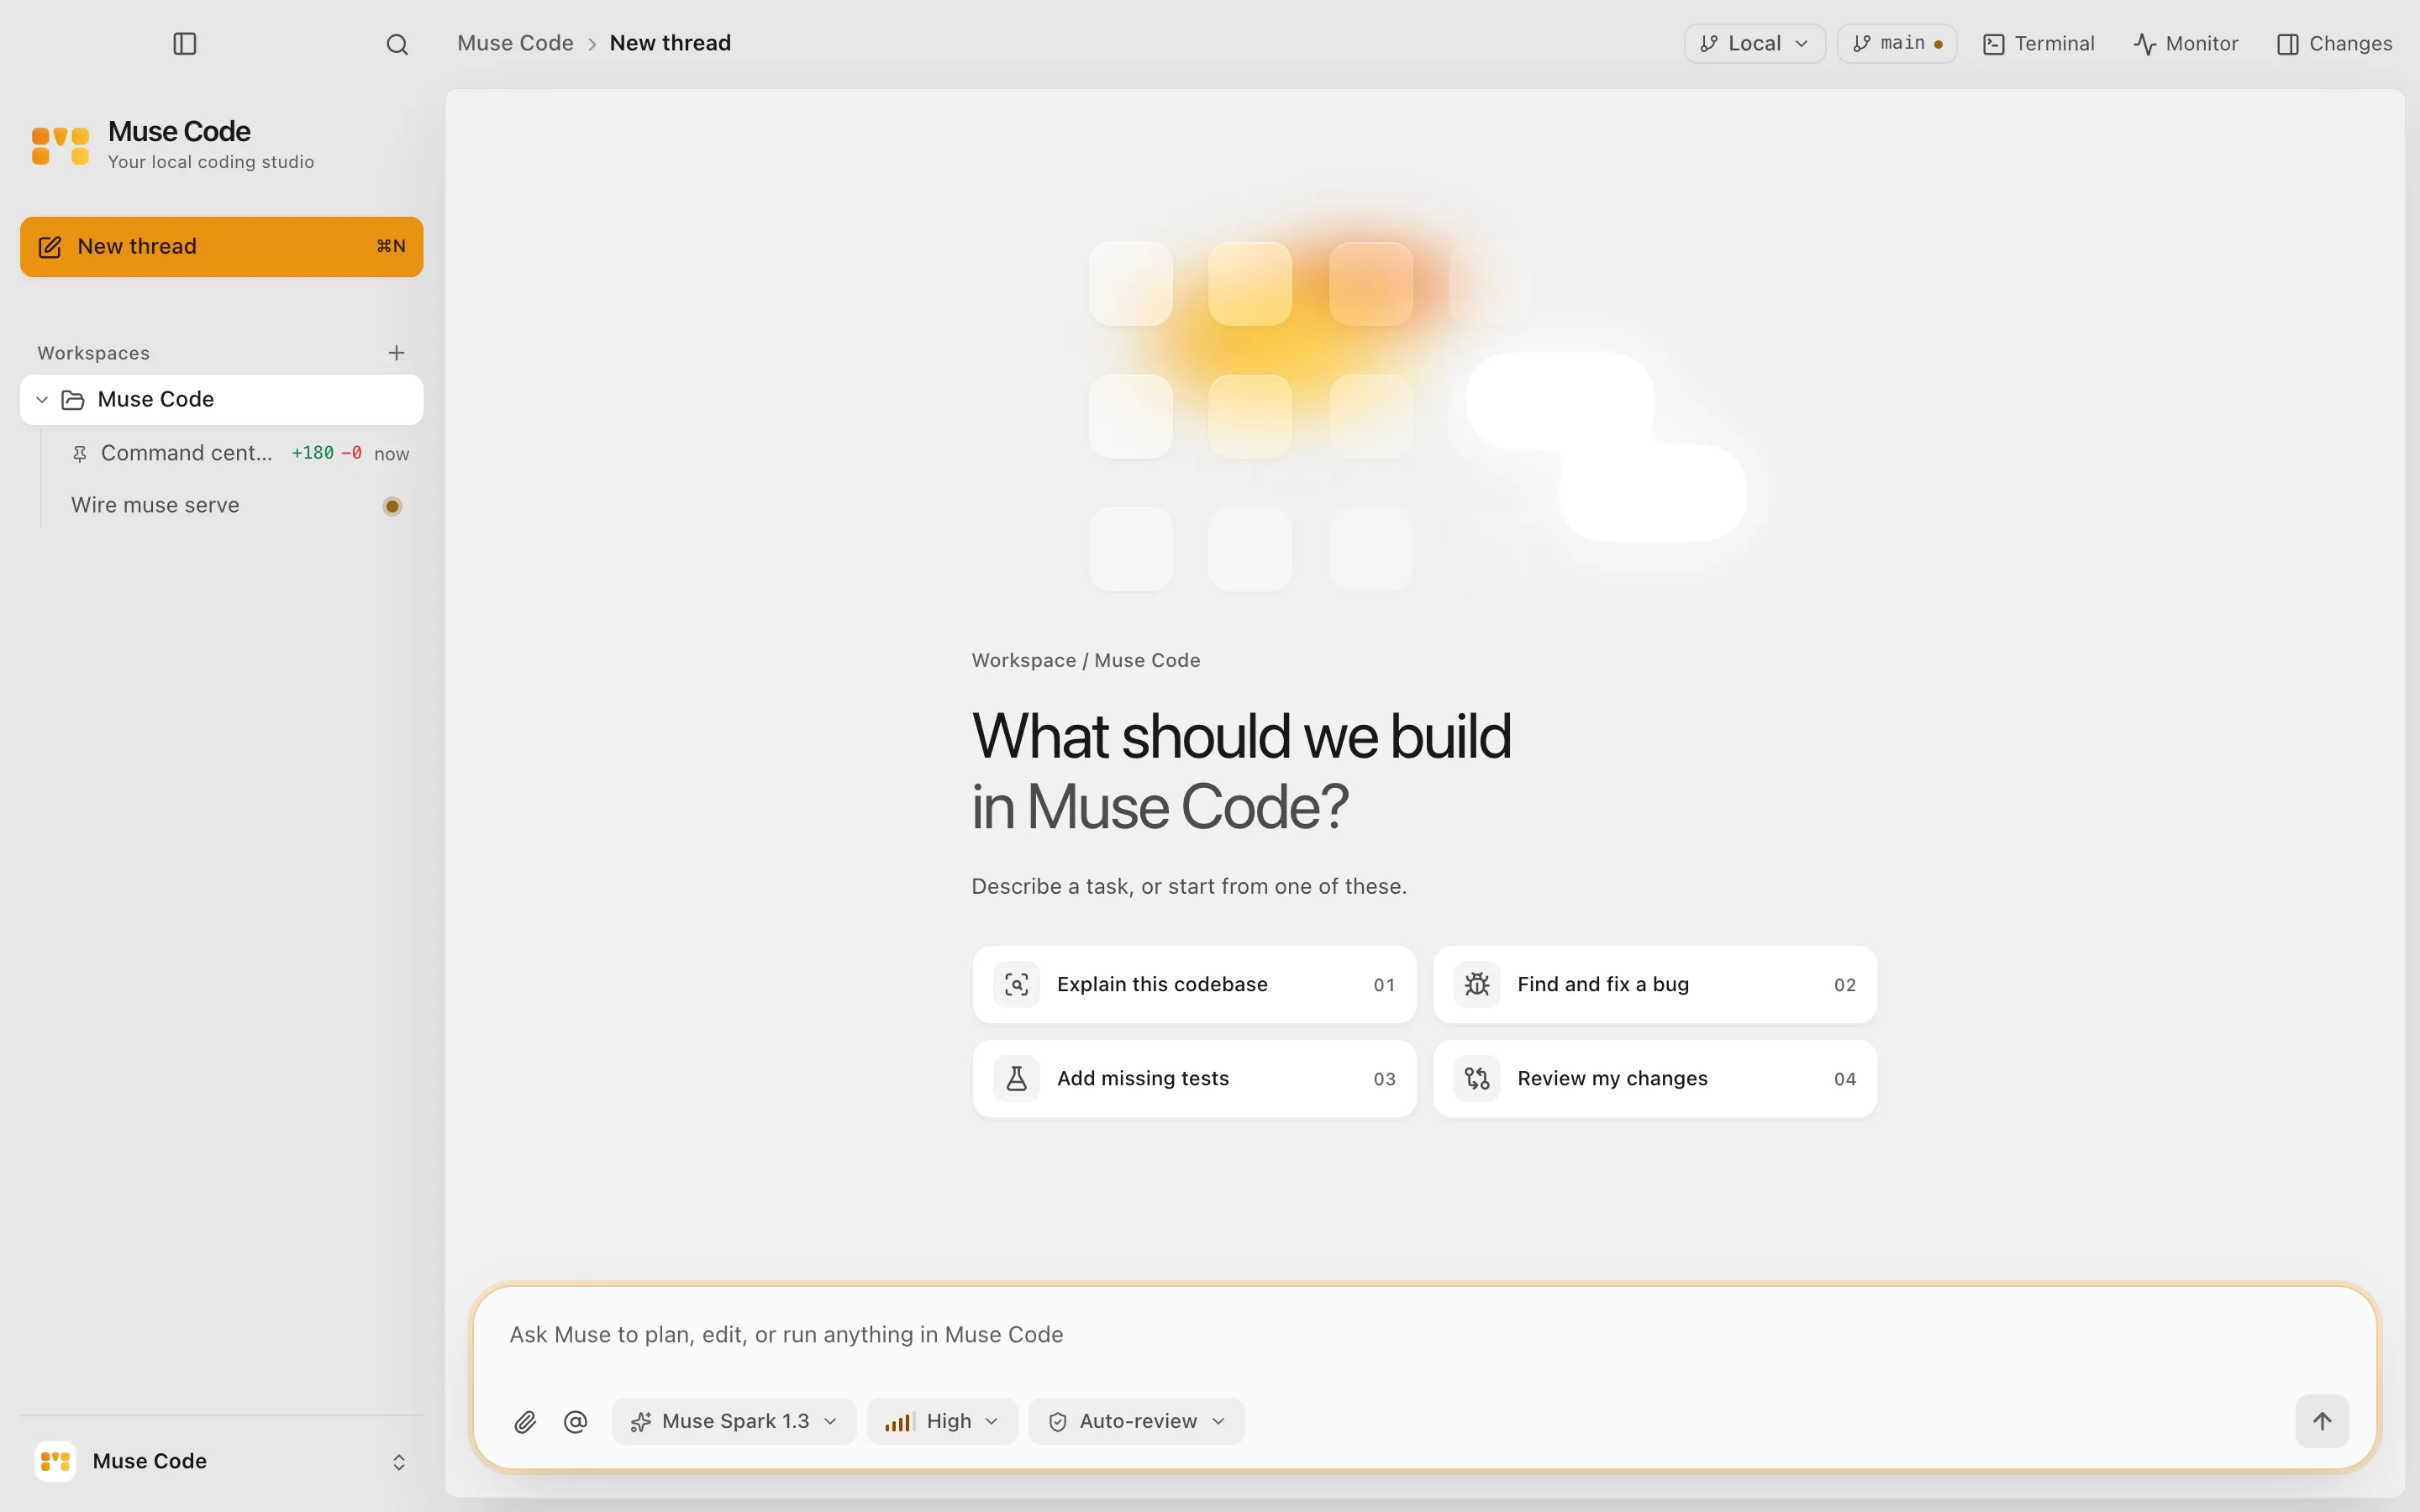 Muse Code > New thread
Local
main
Terminal
Monitor
Changes
Muse Code
Your local coding studio
New thread ⌘N
Workspaces
Muse Code
Command cent... +180 −0 now
Wire muse serve
Workspace / Muse Code
What should we build
in Muse Code?
Describe a task, or start from one of these.
Explain this codebase 01
Find and fix a bug 02
Add missing tests 03
Review my changes 04
Ask Muse to plan, edit, or run anything in Muse Code
Muse Spark 1.3
High
Auto-review
Muse Code